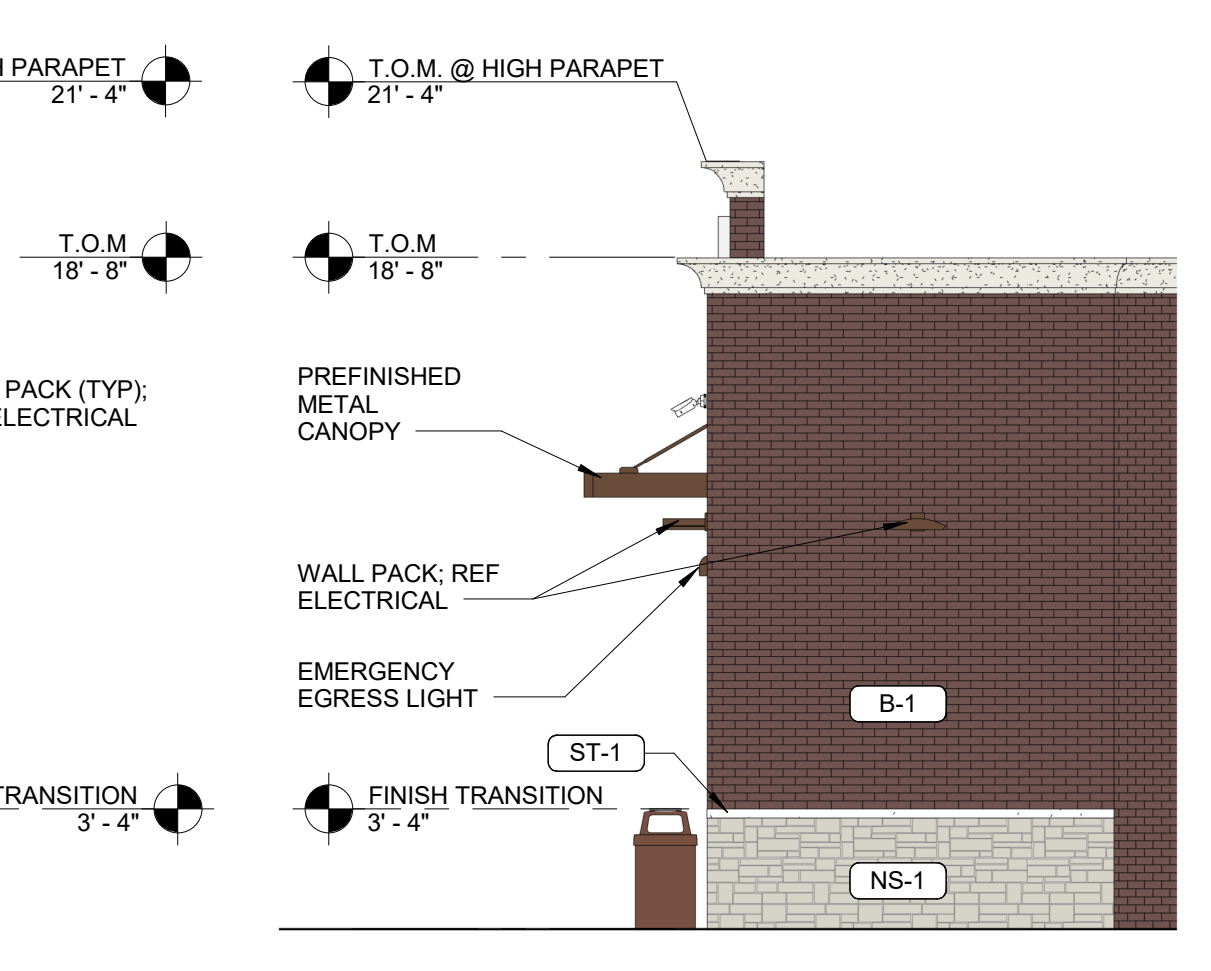 H PARAPET
21' - 4"
T.O.M. @ HIGH PARAPET
21' - 4"
T.O.M
18' - 8"
T.O.M
18' - 8"
PACK (TYP);
ELECTRICAL
PREFINISHED
METAL
CANOPY
WALL PACK; REF
ELECTRICAL
EMERGENCY
EGRESS LIGHT
B-1
ST-1
TRANSITION
3' - 4"
FINISH TRANSITION
3' - 4"
NS-1